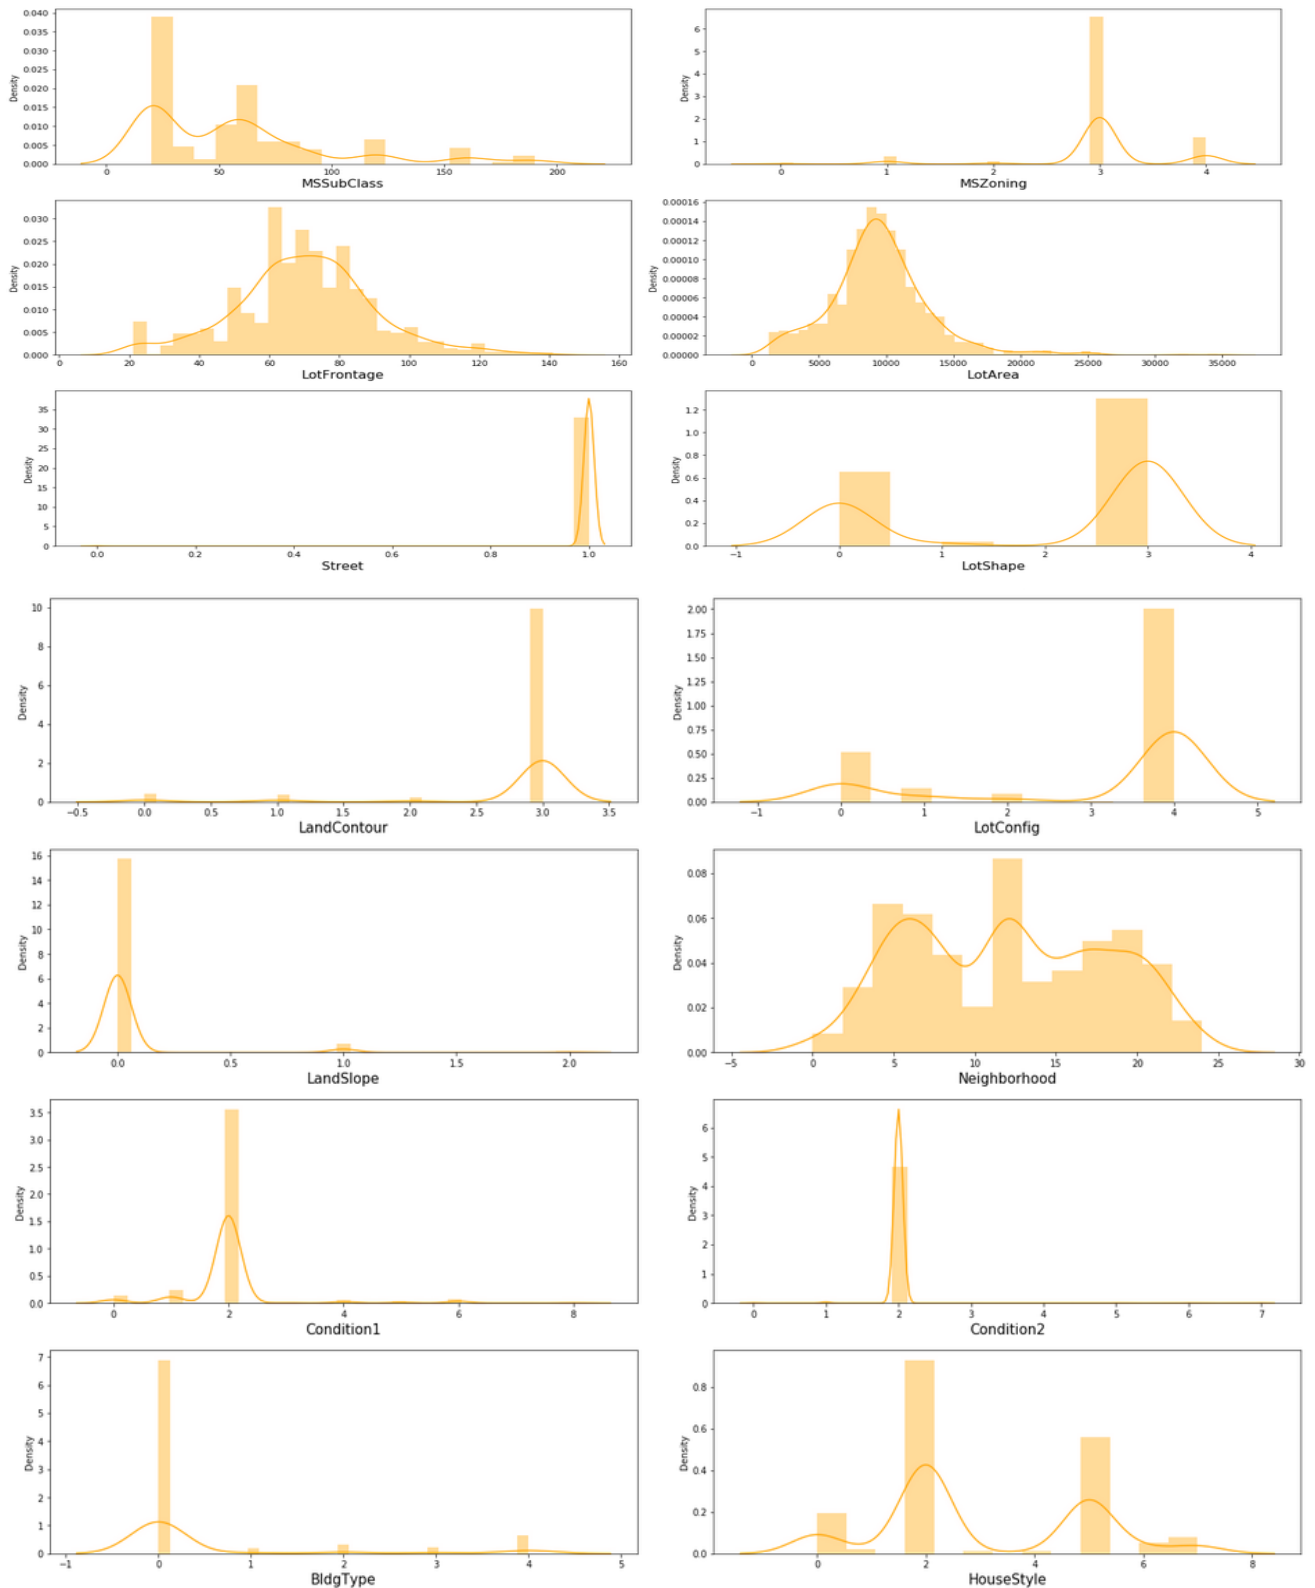 0.040
0.035
0.030
0.025
0.020
0.015
0.010
0.005
0.000
Density
0 50 100 150 200
MSSubClass
6
5
4
3
2
1
0
Density
0 1 2 3 4
MSZoning
0.030
0.025
0.020
0.015
0.010
0.005
0.000
Density
0 20 40 60 80 100 120 140 160
LotFrontage
0.00016
0.00014
0.00012
0.00010
0.00008
0.00006
0.00004
0.00002
0.00000
Density
0 5000 10000 15000 20000 25000 30000 35000
LotArea
35
30
25
20
15
10
5
0
Density
0.0 0.2 0.4 0.6 0.8 1.0
Street
1.2
1.0
0.8
0.6
0.4
0.2
0.0
Density
−1 0 1 2 3 4
LotShape
10
8
6
4
2
0
Density
−0.5 0.0 0.5 1.0 1.5 2.0 2.5 3.0 3.5
LandContour
2.00
1.75
1.50
1.25
1.00
0.75
0.50
0.25
0.00
Density
−1 0 1 2 3 4 5
LotConfig
16
14
12
10
8
6
4
2
0
Density
0.0 0.5 1.0 1.5 2.0
LandSlope
0.08
0.06
0.04
0.02
0.00
Density
−5 0 5 10 15 20 25 30
Neighborhood
3.5
3.0
2.5
2.0
1.5
1.0
0.5
0.0
Density
0 2 4 6 8
Condition1
6
5
4
3
2
1
0
Density
0 1 2 3 4 5 6 7
Condition2
7
6
5
4
3
2
1
0
Density
−1 0 1 2 3 4 5
BldgType
0.8
0.6
0.4
0.2
0.0
Density
0 2 4 6 8
HouseStyle